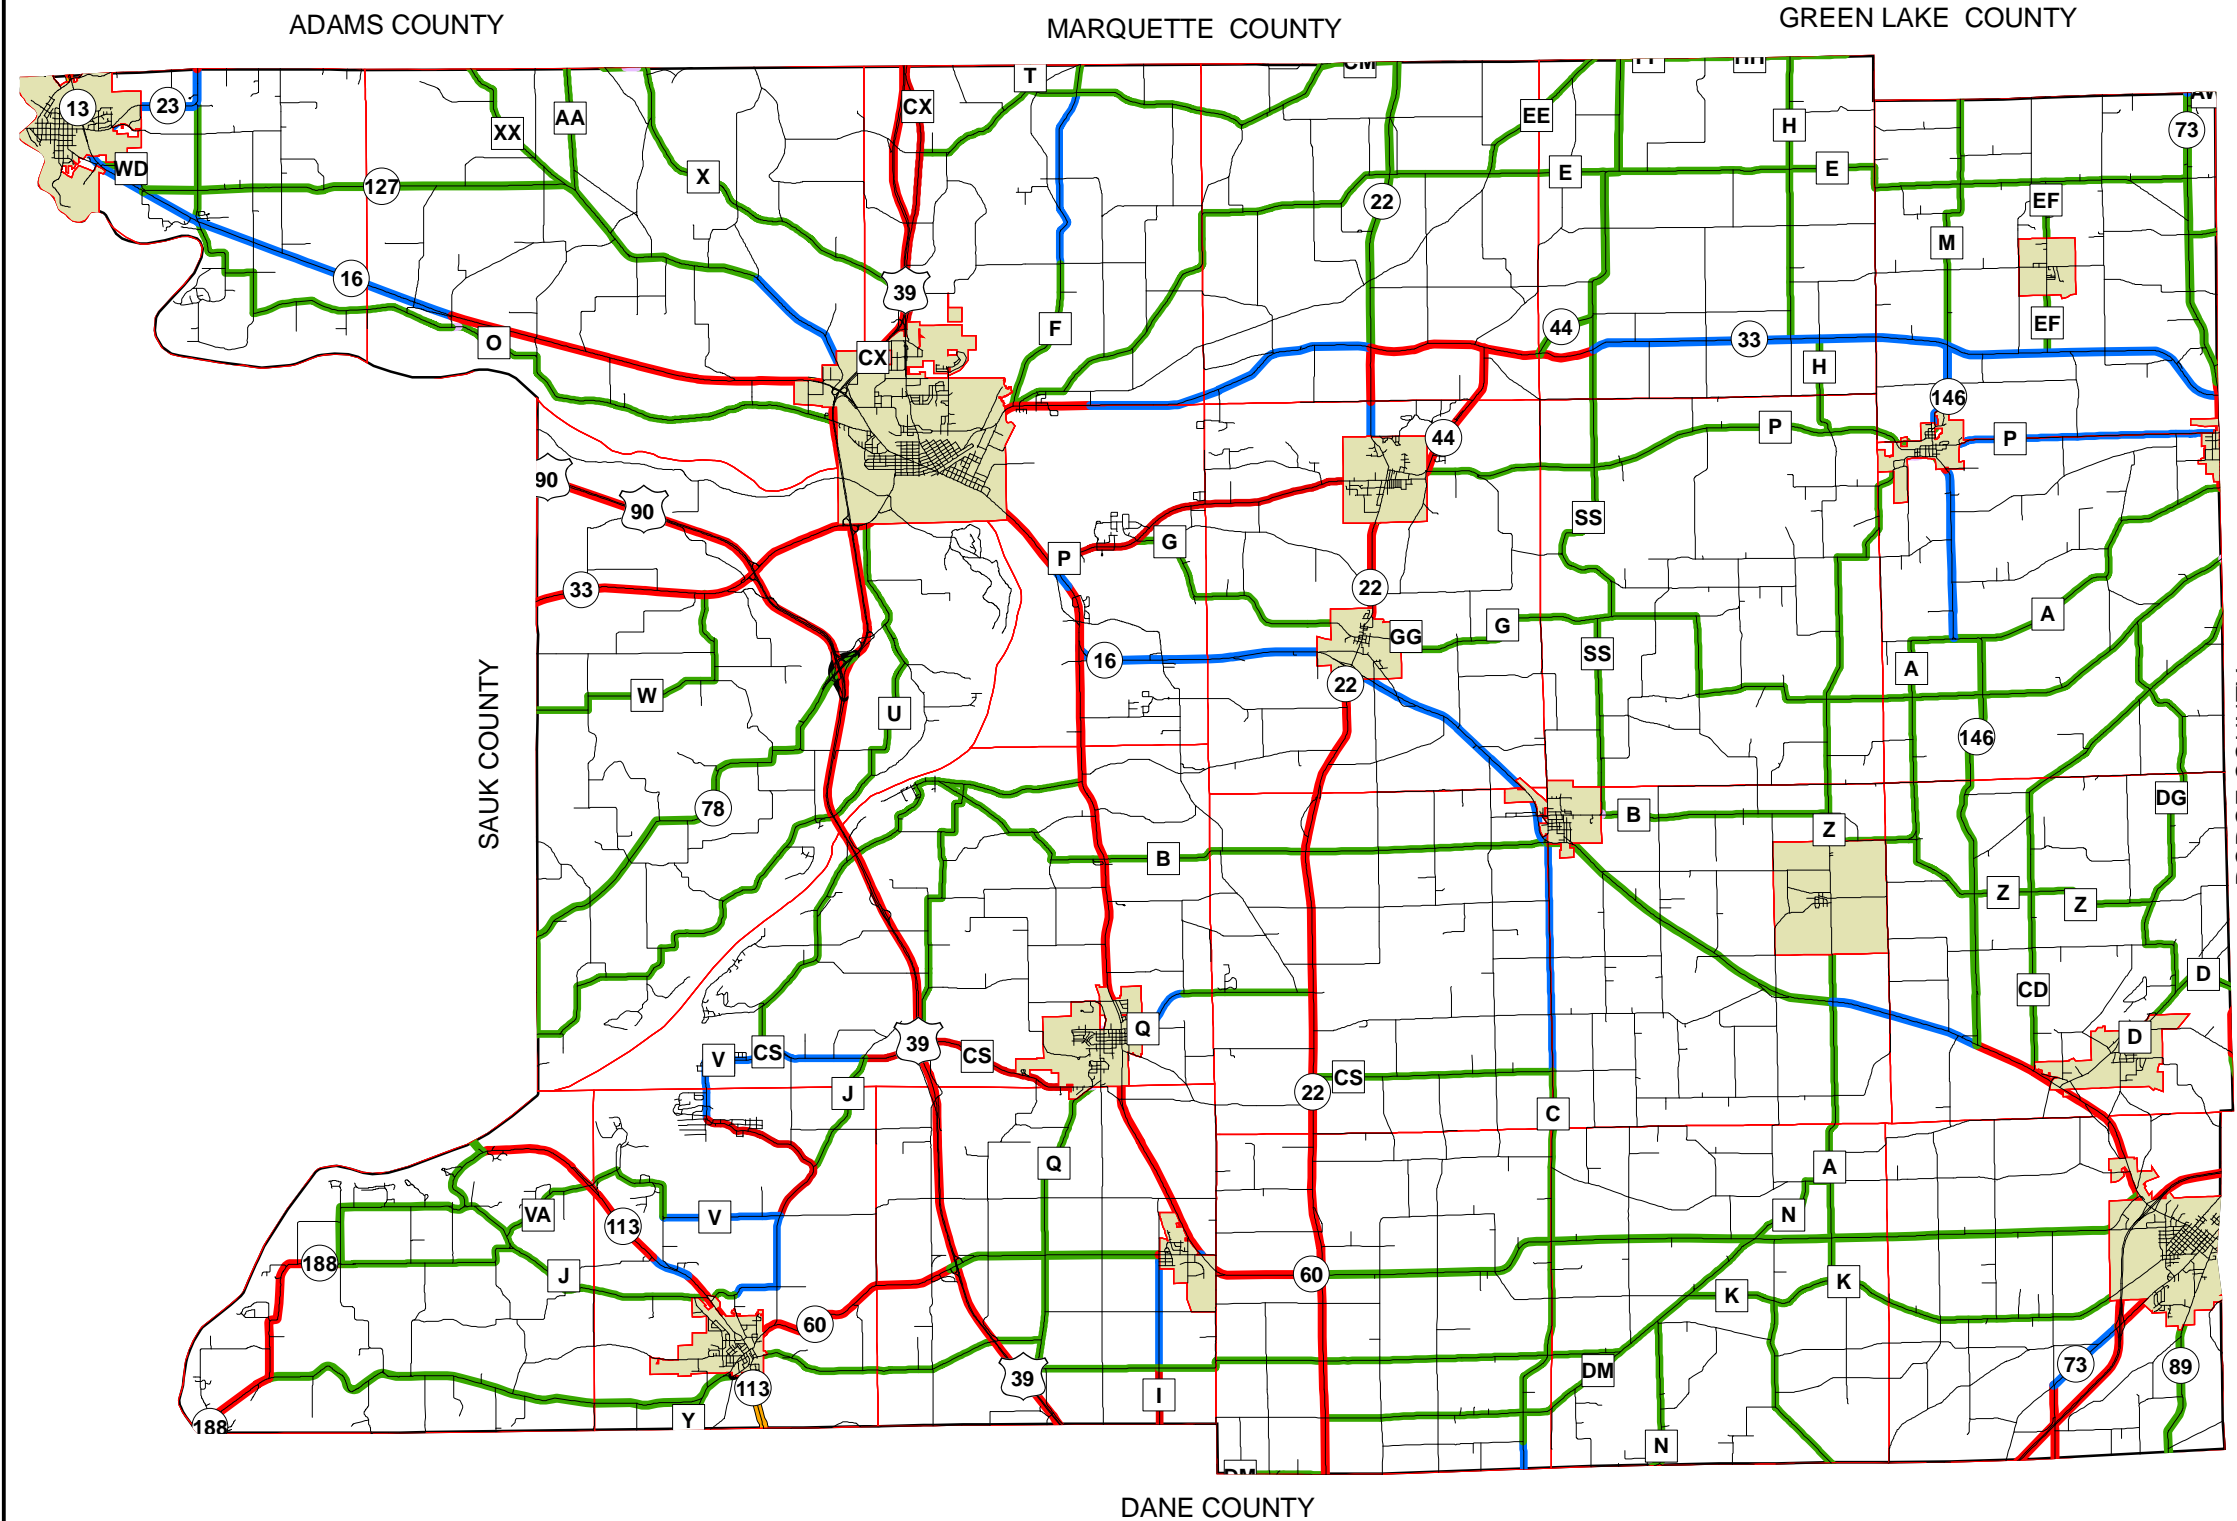 ADAMS COUNTY
MARQUETTE COUNTY
GREEN LAKE COUNTY
T
CM
HH
13
23
CX
AA
EE
H
73
XX
WD
127
X
E
E
22
EF
M
16
39
F
44
33
EF
O
CX
H
146
P
P
44
90
90
SS
P
G
33
22
A
G
GG
16
SS
W
A
22
U
SAUK COUNTY
146
78
DG
B
Z
B
Z
Z
D
CD
Q
D
39
CS
V
CS
CS
22
J
C
Q
A
VA
N
V
113
188
60
J
K
K
60
73
89
DM
39
113
I
188
Y
N
DM
DANE COUNTY